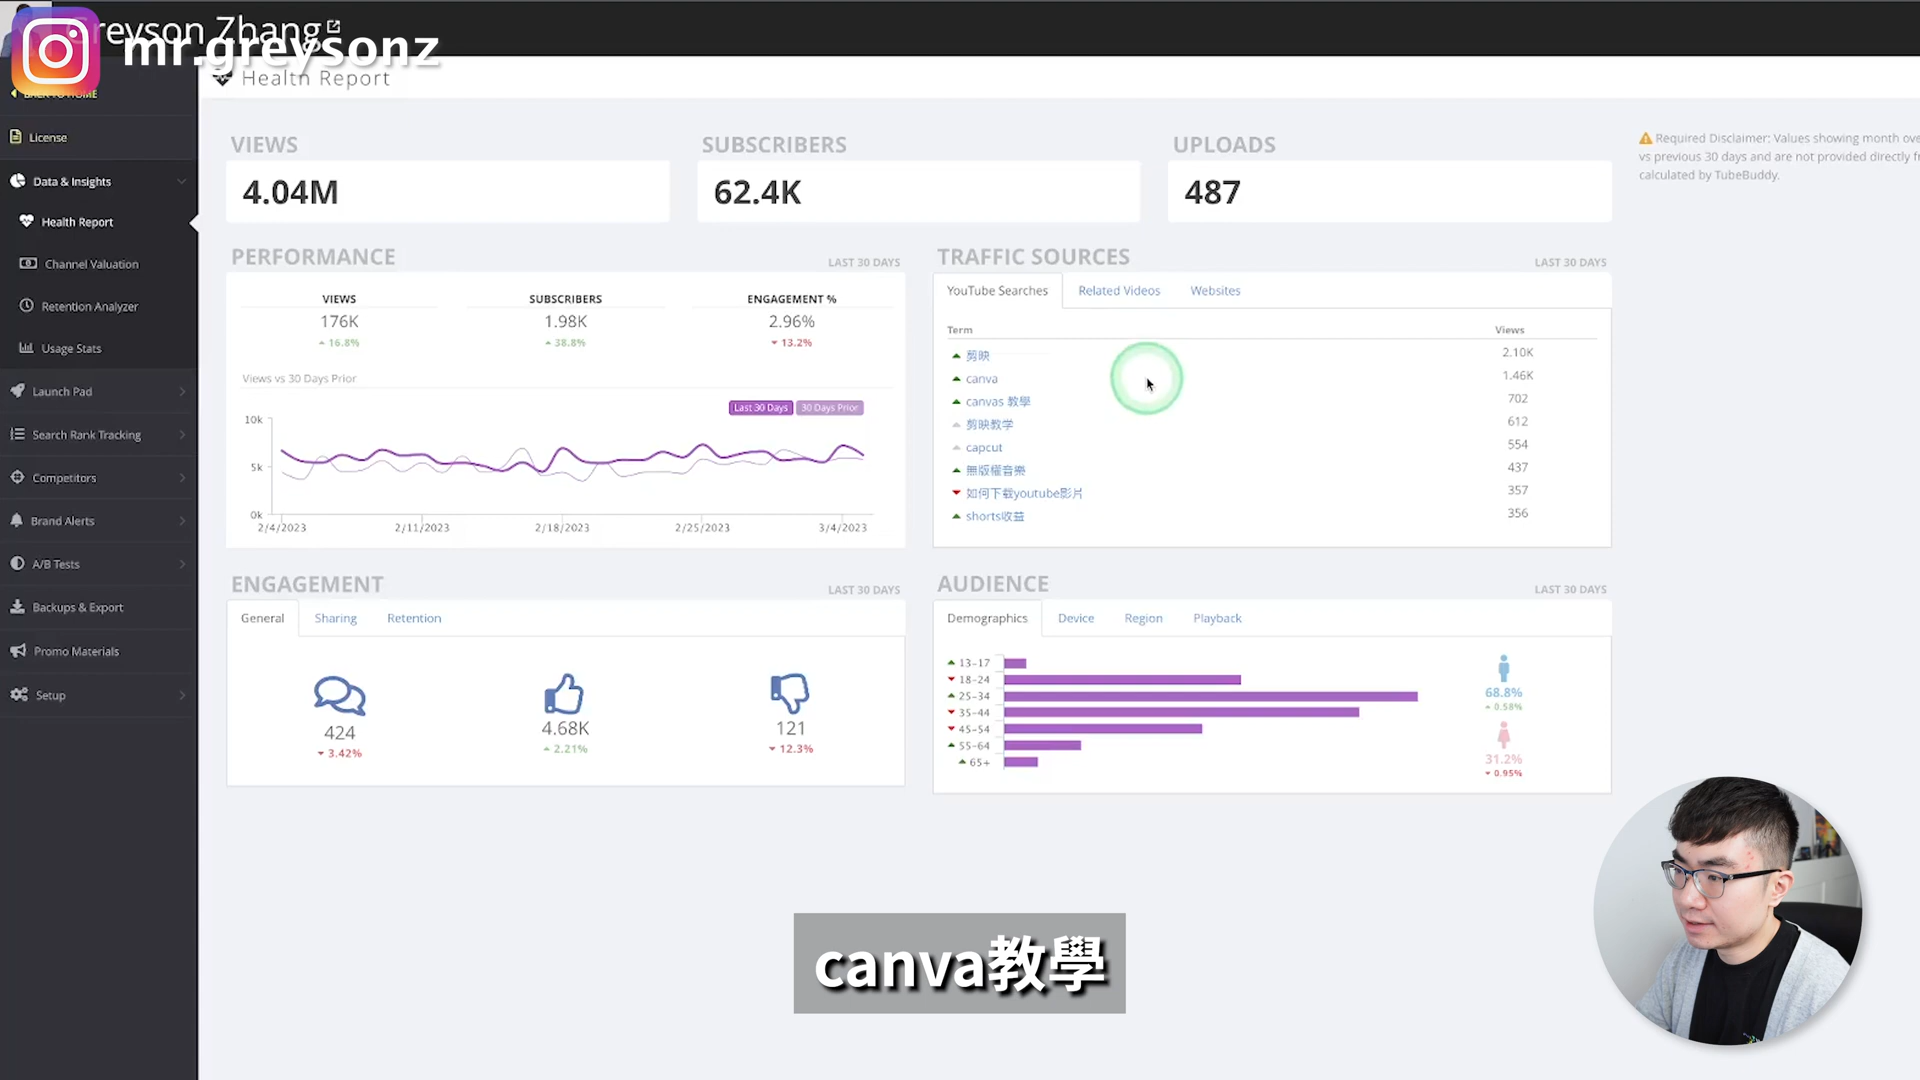 Greyson Zhang
mr.greysonz
Health Report
BACK TO HOME
License
Data & Insights
Health Report
Channel Valuation
Retention Analyzer
Usage Stats
Launch Pad
Search Rank Tracking
Competitors
Brand Alerts
A/B Tests
Backups & Export
Promo Materials
Setup
VIEWS
4.04M
SUBSCRIBERS
62.4K
UPLOADS
487
Required Disclaimer: Values showing month ove
vs previous 30 days and are not provided directly fr
calculated by TubeBuddy.
PERFORMANCE
LAST 30 DAYS
VIEWS SUBSCRIBERS ENGAGEMENT %
176K 1.98K 2.96%
16.8% 38.8% 13.2%
Views vs 30 Days Prior
Last 30 Days 30 Days Prior
10k
5k
0k
2/4/2023 2/11/2023 2/18/2023 2/25/2023 3/4/2023
TRAFFIC SOURCES
LAST 30 DAYS
YouTube Searches Related Videos Websites
Term Views
剪映 2.10K
canva 1.46K
canvas 教學 702
剪映教学 612
capcut 554
無版權音樂 437
如何下载youtube影片 357
shorts收益 356
ENGAGEMENT
LAST 30 DAYS
General Sharing Retention
424 4.68K 121
3.42% 2.21% 12.3%
AUDIENCE
LAST 30 DAYS
Demographics Device Region Playback
13-17
18-24
25-34
35-44
45-54
55-64
65+
68.8%
0.58%
31.2%
0.95%
canva教學